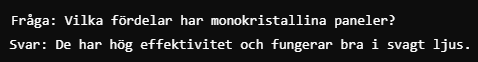 Fråga: Vilka fördelar har monokristallina paneler?
Svar: De har hög effektivitet och fungerar bra i svagt ljus.